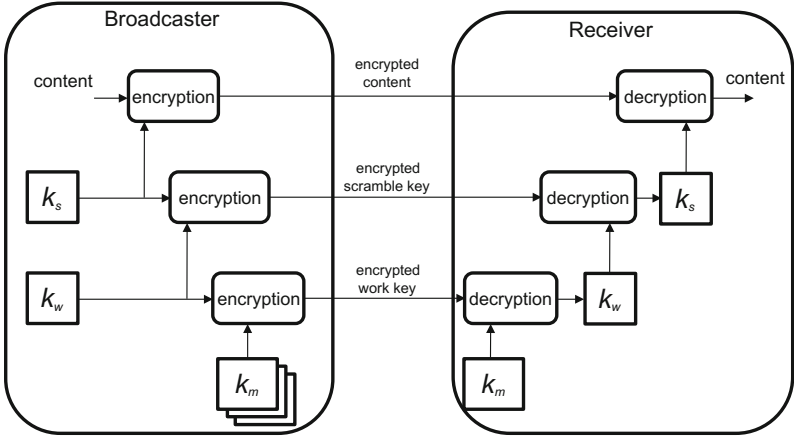 Broadcaster
Receiver
content
encryption
encrypted
content
decryption
content
k_s
encryption
encrypted
scramble key
decryption
k_s
k_w
encryption
encrypted
work key
decryption
k_w
k_m
k_m